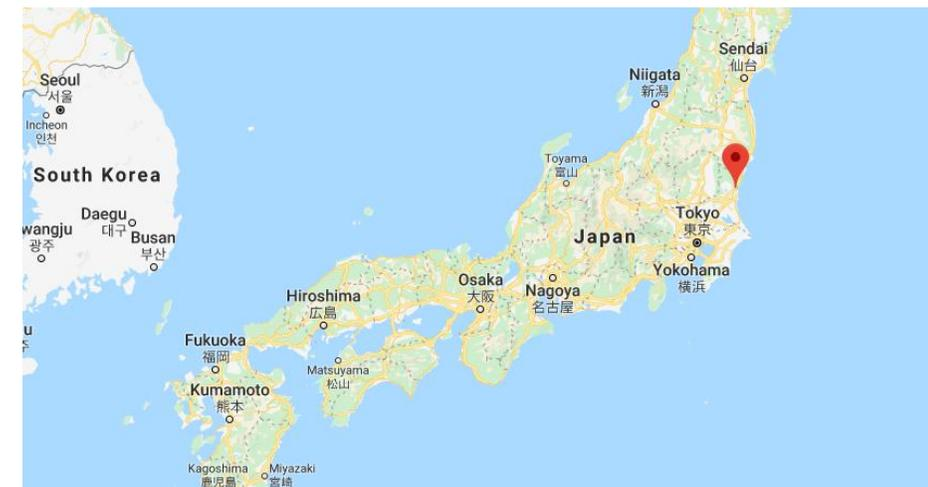 Sendai
仙台
Niigata
新潟
Seoul
서울
Incheon
인천
Toyama
富山
South Korea
Daegu
대구
wangju
광주
Busan
부산
Tokyo
東京
Japan
Yokohama
横浜
Osaka
大阪
Nagoya
名古屋
Hiroshima
広島
Fukuoka
福岡
Matsuyama
松山
Kumamoto
熊本
Kagoshima
鹿児島
Miyazaki
宮崎
u
주